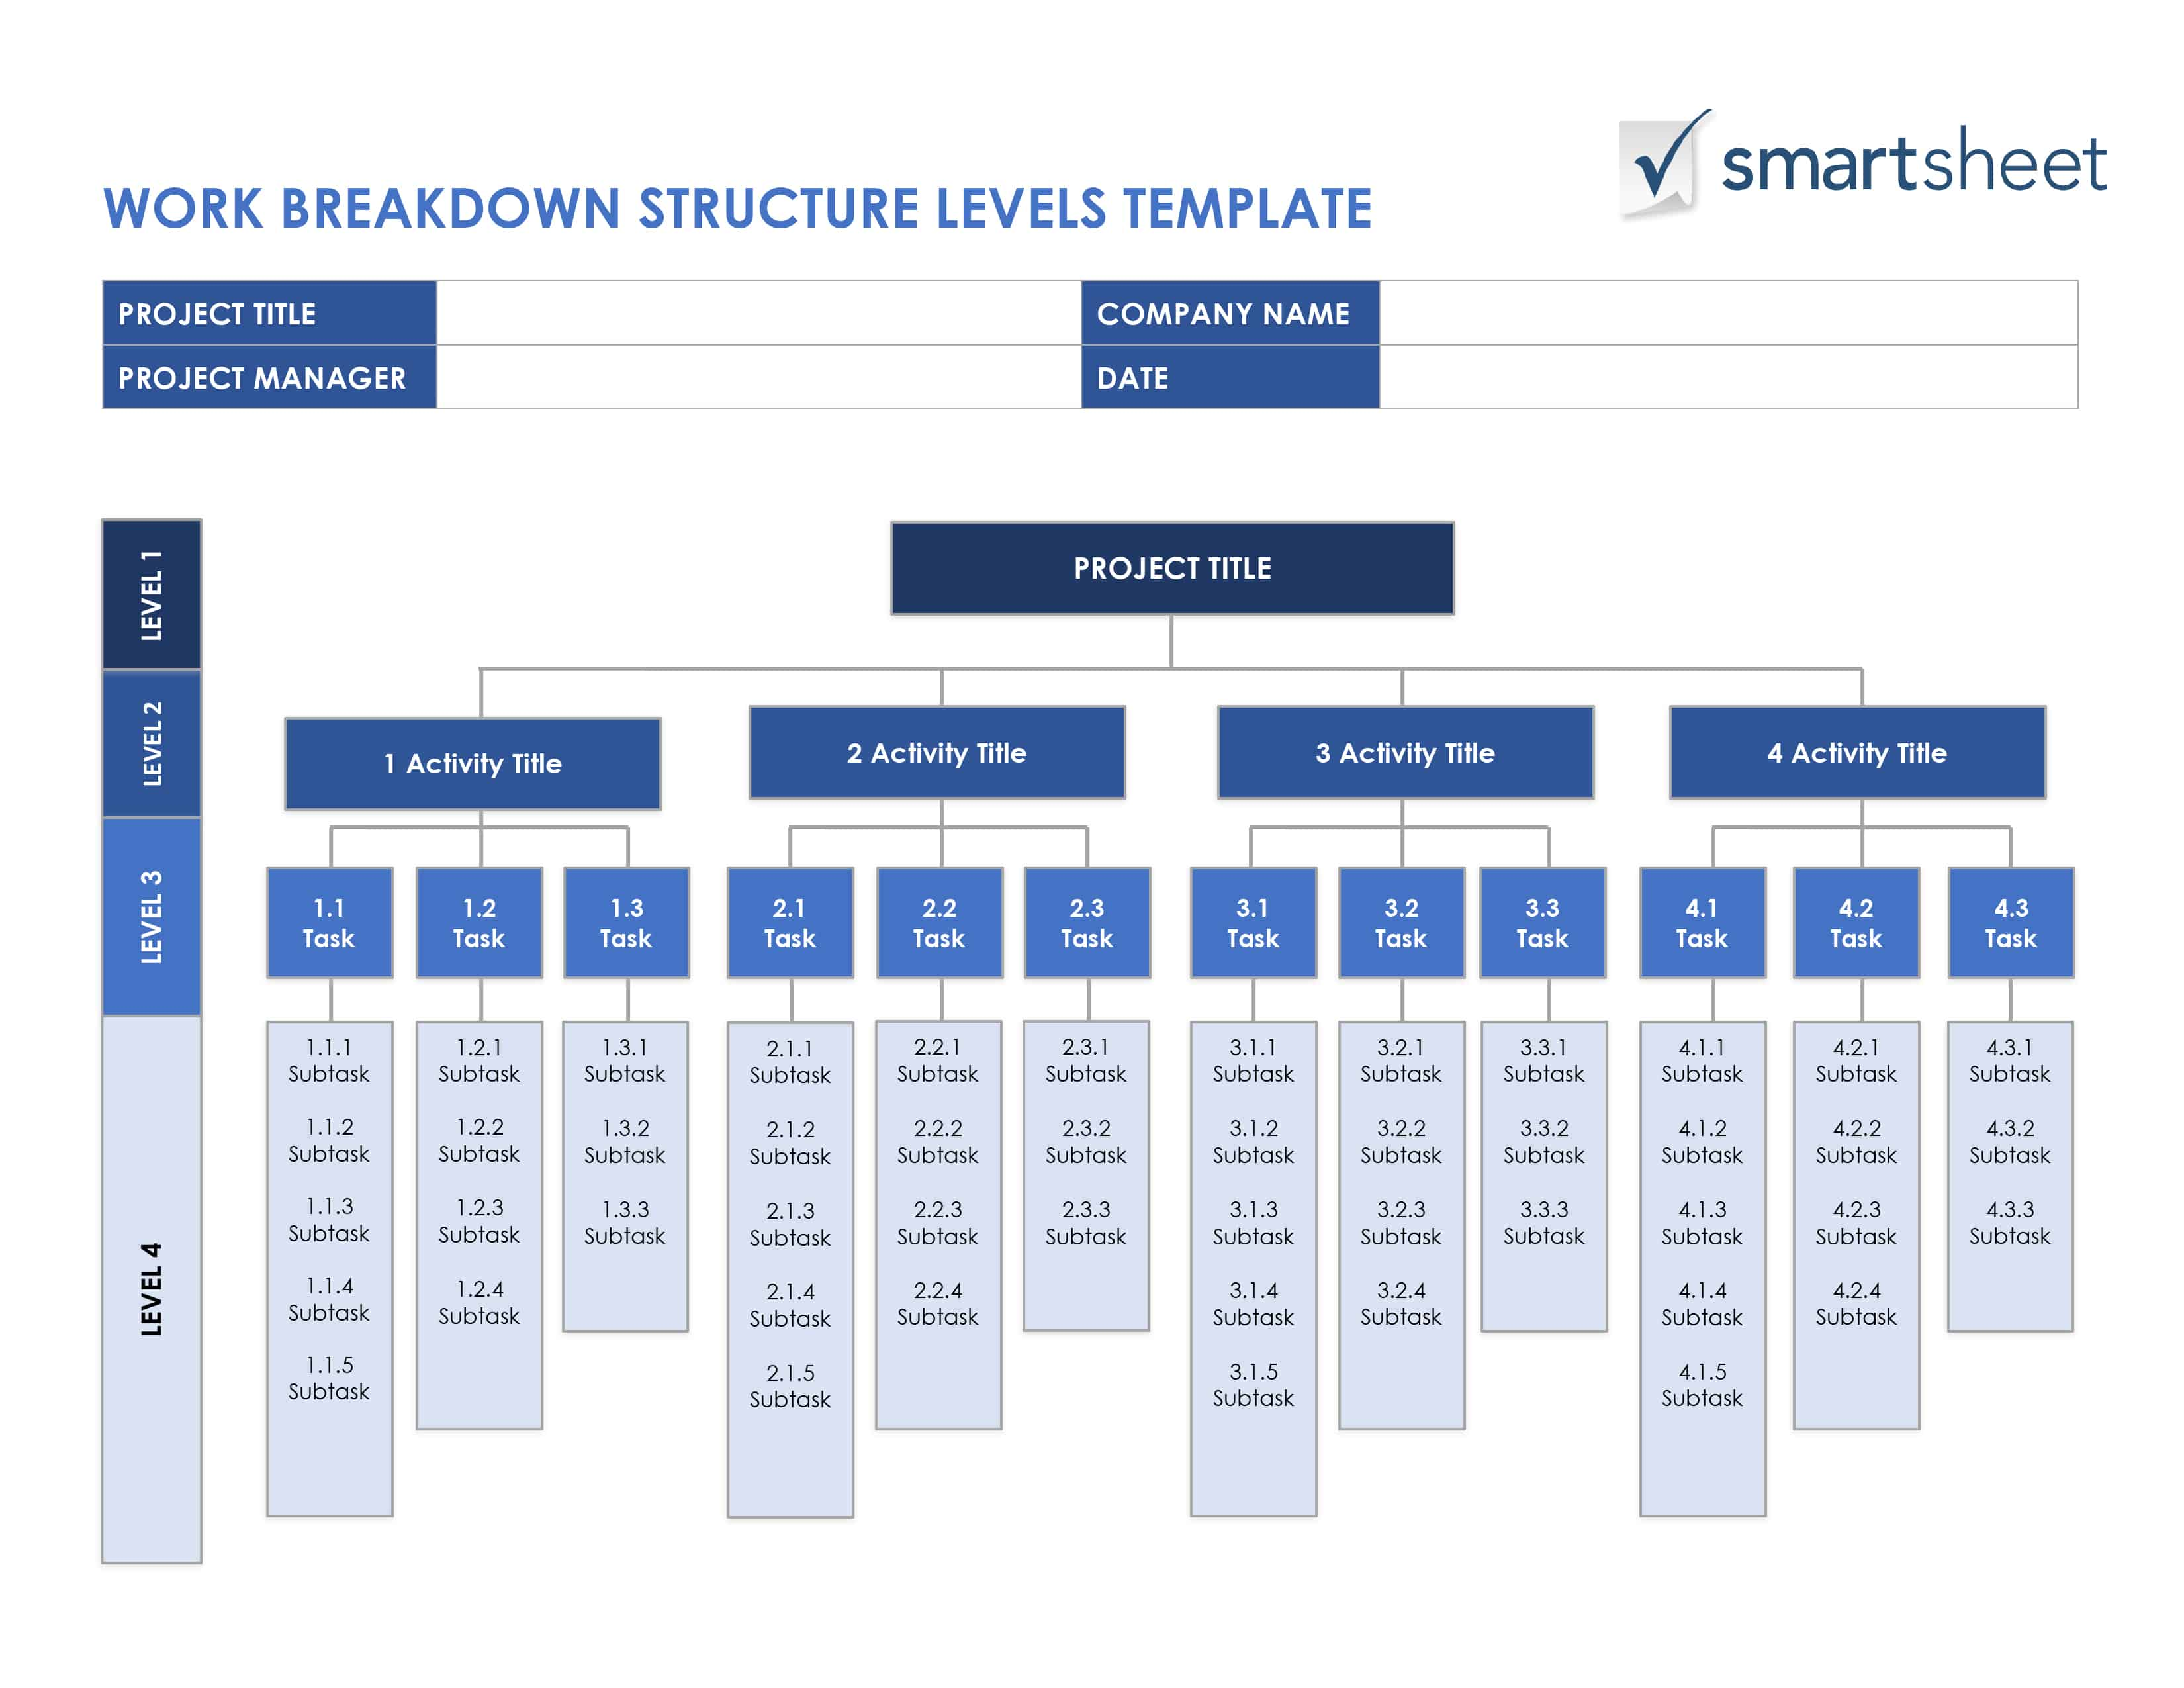 smartsheet
WORK BREAKDOWN STRUCTURE LEVELS TEMPLATE
PROJECT TITLE
COMPANY NAME
PROJECT MANAGER
DATE
LEVEL 1
PROJECT TITLE
LEVEL 2
1 Activity Title
2 Activity Title
3 Activity Title
4 Activity Title
LEVEL 3
1.1
Task
1.2
Task
1.3
Task
2.1
Task
2.2
Task
2.3
Task
3.1
Task
3.2
Task
3.3
Task
4.1
Task
4.2
Task
4.3
Task
LEVEL 4
1.1.1
Subtask
1.1.2
Subtask
1.1.3
Subtask
1.1.4
Subtask
1.1.5
Subtask
1.2.1
Subtask
1.2.2
Subtask
1.2.3
Subtask
1.2.4
Subtask
1.3.1
Subtask
1.3.2
Subtask
1.3.3
Subtask
2.1.1
Subtask
2.1.2
Subtask
2.1.3
Subtask
2.1.4
Subtask
2.1.5
Subtask
2.2.1
Subtask
2.2.2
Subtask
2.2.3
Subtask
2.2.4
Subtask
2.3.1
Subtask
2.3.2
Subtask
2.3.3
Subtask
3.1.1
Subtask
3.1.2
Subtask
3.1.3
Subtask
3.1.4
Subtask
3.1.5
Subtask
3.2.1
Subtask
3.2.2
Subtask
3.2.3
Subtask
3.2.4
Subtask
3.3.1
Subtask
3.3.2
Subtask
3.3.3
Subtask
4.1.1
Subtask
4.1.2
Subtask
4.1.3
Subtask
4.1.4
Subtask
4.1.5
Subtask
4.2.1
Subtask
4.2.2
Subtask
4.2.3
Subtask
4.2.4
Subtask
4.3.1
Subtask
4.3.2
Subtask
4.3.3
Subtask